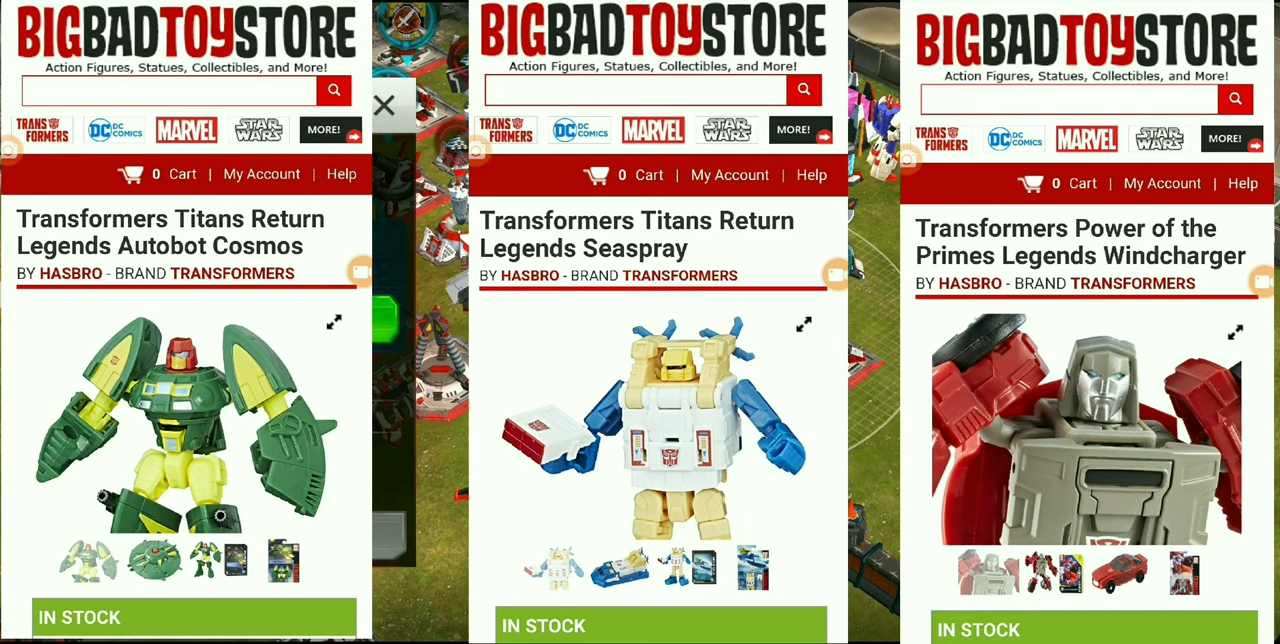 BIGBADTOYSTORE
Action Figures, Statues, Collectibles, and More!
TRANSFORMERS
DC COMICS
MARVEL
STAR WARS
MORE!
0 Cart | My Account | Help
Transformers Titans Return
Legends Autobot Cosmos
BY HASBRO - BRAND TRANSFORMERS
IN STOCK
BIGBADTOYSTORE
Action Figures, Statues, Collectibles, and More!
TRANSFORMERS
DC COMICS
MARVEL
STAR WARS
MORE!
0 Cart | My Account | Help
Transformers Titans Return
Legends Seaspray
BY HASBRO - BRAND TRANSFORMERS
IN STOCK
BIGBADTOYSTORE
Action Figures, Statues, Collectibles, and More!
TRANSFORMERS
DC COMICS
MARVEL
STAR WARS
MORE!
0 Cart | My Account | Help
Transformers Power of the
Primes Legends Windcharger
BY HASBRO - BRAND TRANSFORMERS
IN STOCK